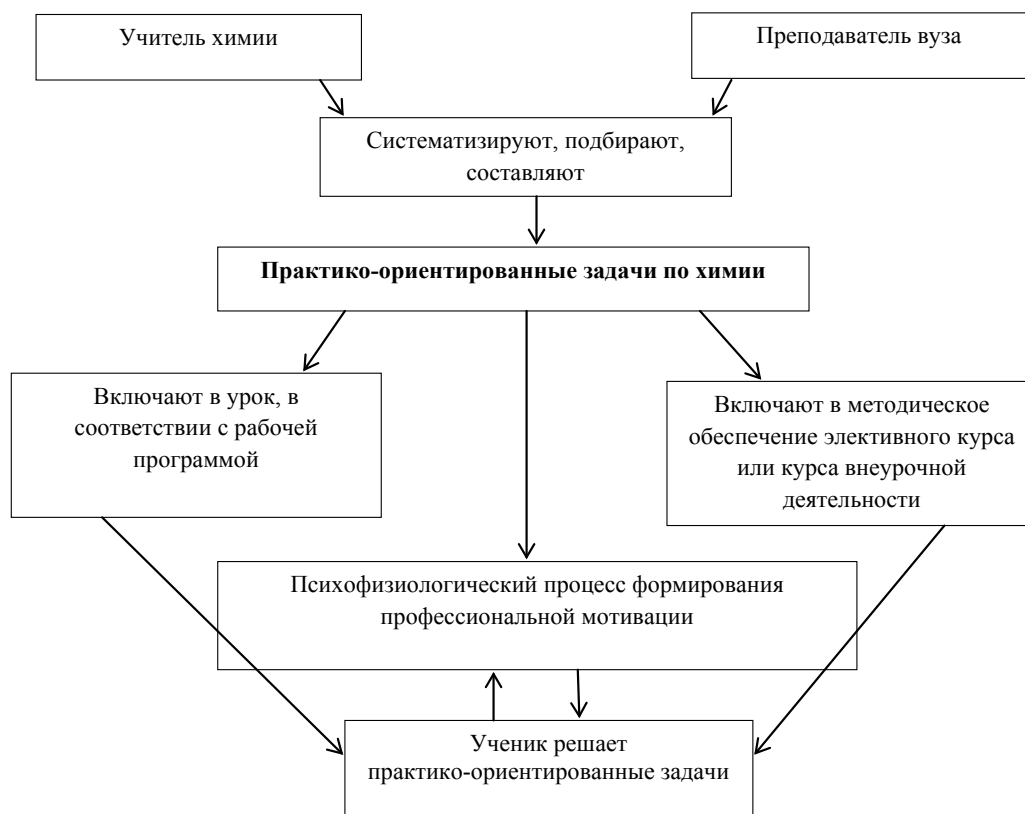 Учитель химии
Преподаватель вуза
Систематизируют, подбирают,
составляют
Практико-ориентированные задачи по химии
Включают в урок, в
соответствии с рабочей
программой
Включают в методическое
обеспечение элективного курса
или курса внеурочной
деятельности
Психофизиологический процесс формирования
профессиональной мотивации
Ученик решает
практико-ориентированные задачи